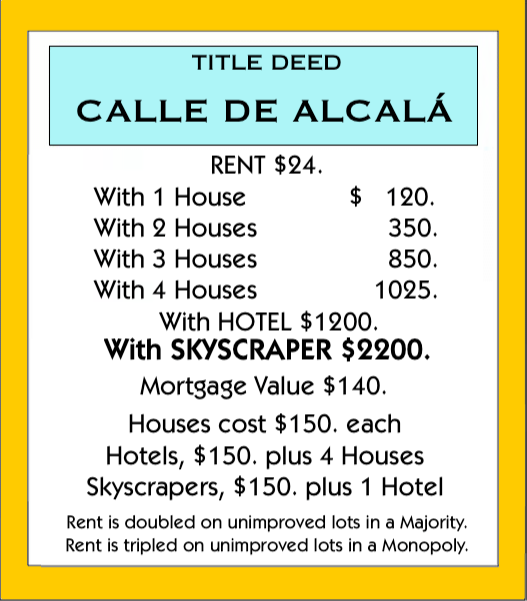 TITLE DEED
CALLE DE ALCALÁ
RENT $24.
With 1 House $ 120.
With 2 Houses 350.
With 3 Houses 850.
With 4 Houses 1025.
With HOTEL $1200.
With SKYSCRAPER $2200.
Mortgage Value $140.
Houses cost $150. each
Hotels, $150. plus 4 Houses
Skyscrapers, $150. plus 1 Hotel
Rent is doubled on unimproved lots in a Majority.
Rent is tripled on unimproved lots in a Monopoly.